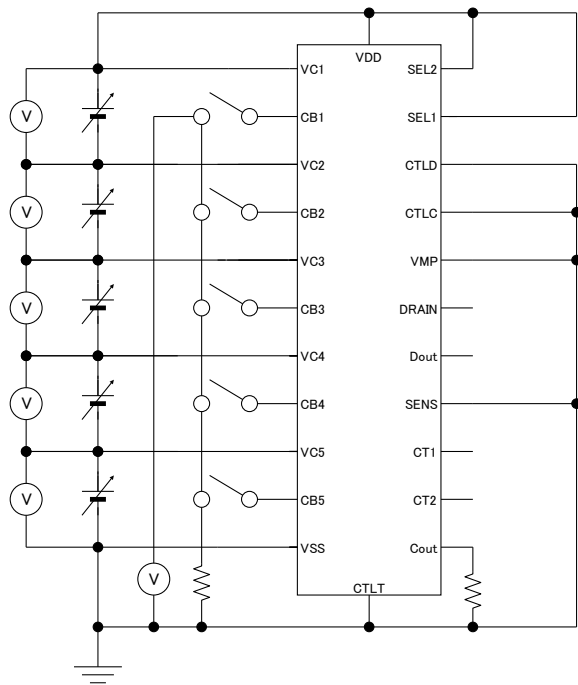 VDD
VC1
SEL2
V
CB1
SEL1
VC2
CTLD
V
CB2
CTLC
VC3
VMP
V
CB3
DRAIN
VC4
Dout
V
CB4
SENS
VC5
CT1
V
CB5
CT2
VSS
Cout
V
CTLT